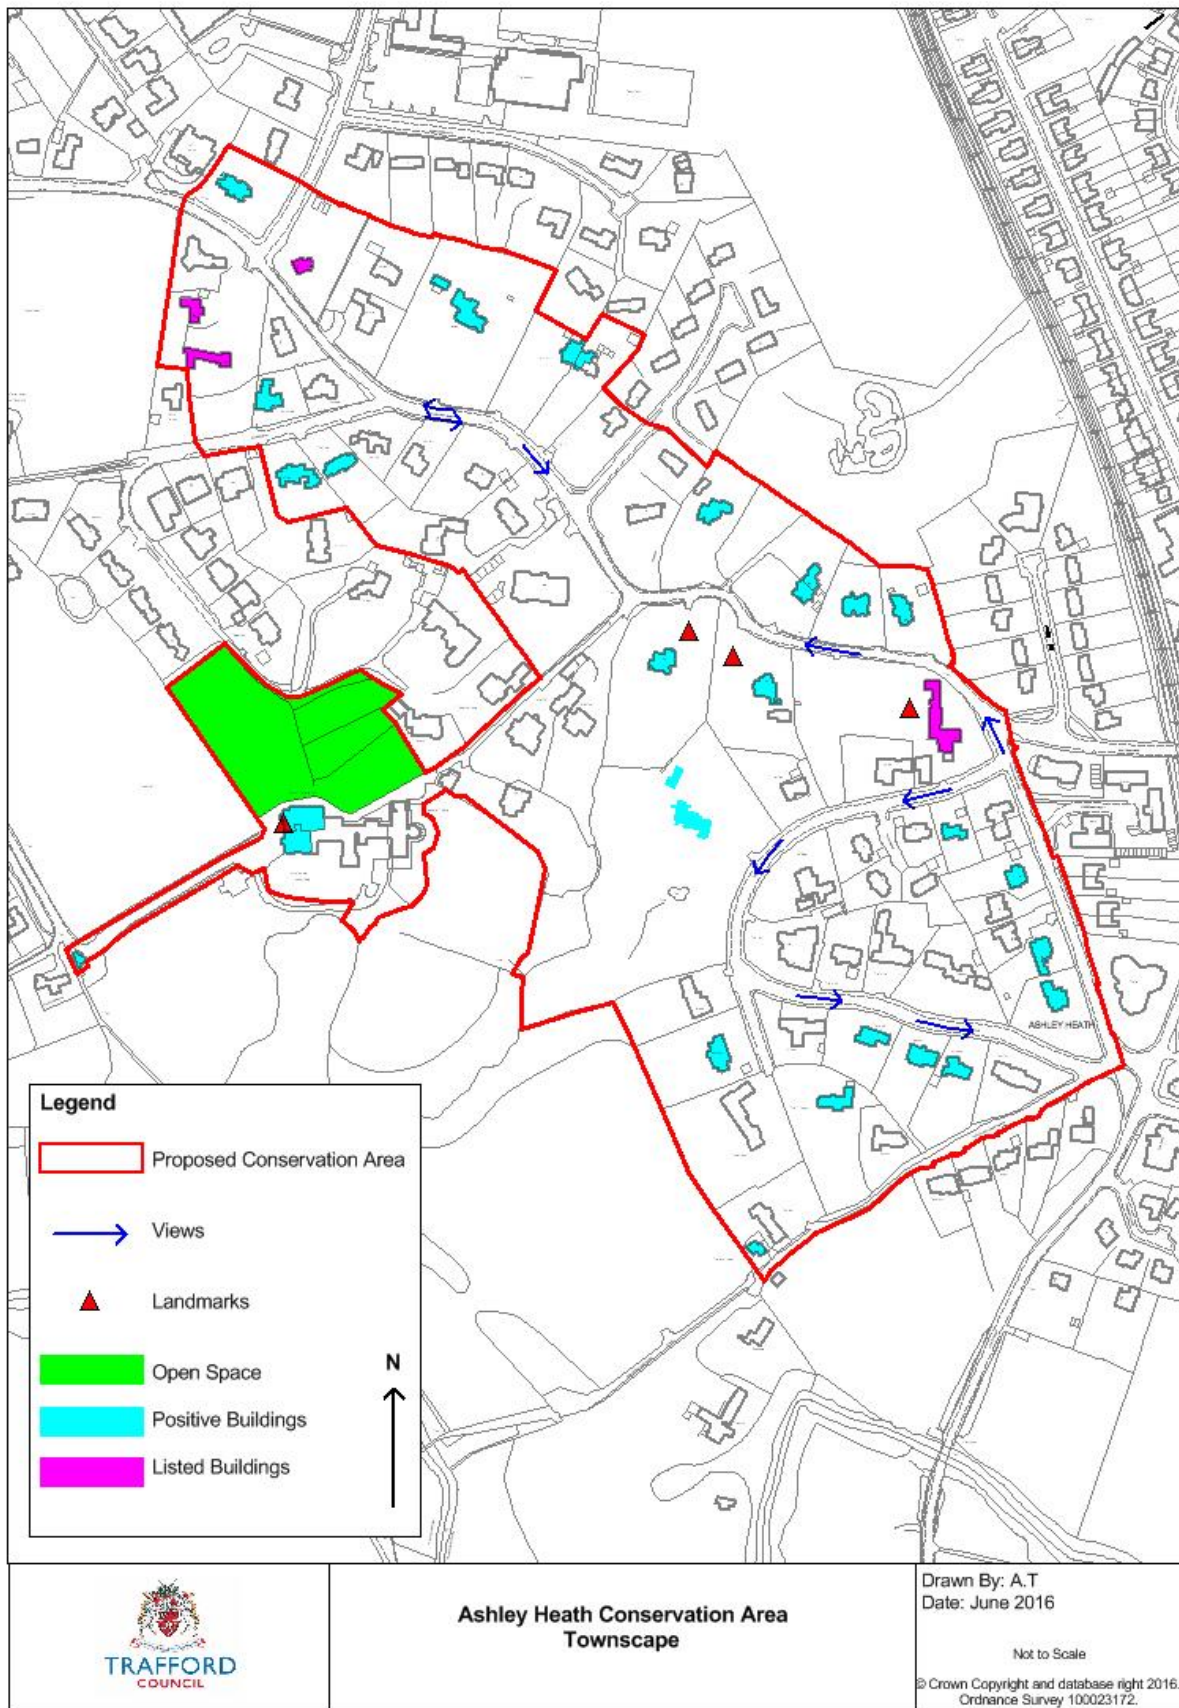 ASHLEY HEATH
Legend
Proposed Conservation Area
Views
Landmarks
Open Space
Positive Buildings
Listed Buildings
N
TRAFFORD
COUNCIL
Ashley Heath Conservation Area
Townscape
Drawn By: A.T
Date: June 2016
Not to Scale
© Crown Copyright and database right 2016.
Ordnance Survey 100023172.